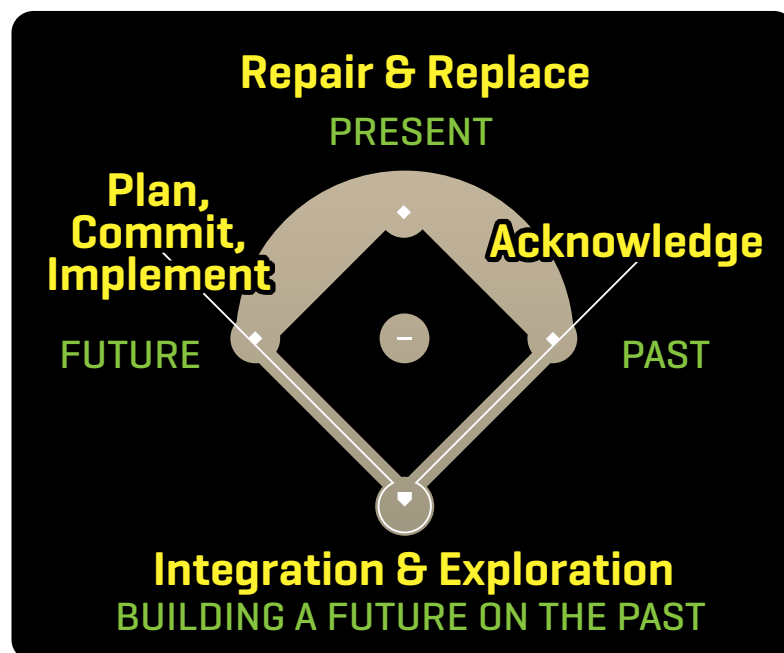 Repair & Replace
PRESENT
Plan,
Commit,
Implement
Acknowledge
FUTURE
PAST
Integration & Exploration
BUILDING A FUTURE ON THE PAST